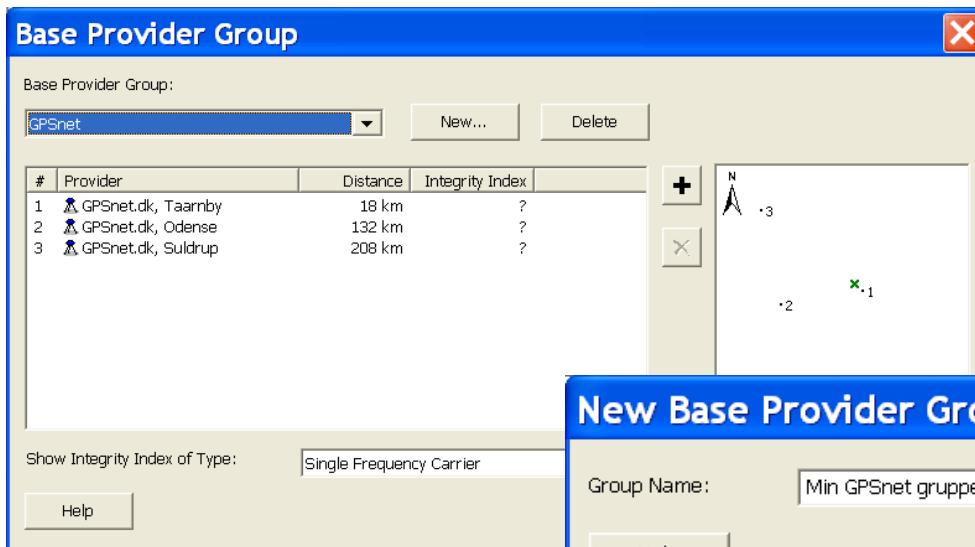 Base Provider Group
Base Provider Group:
GPSnet
New...
Delete
# Provider Distance Integrity Index
1 GPSnet.dk, Taarnby 18 km ?
2 GPSnet.dk, Odense 132 km ?
3 GPSnet.dk, Suldrup 208 km ?
N
3
1
2
Show Integrity Index of Type:
Single Frequency Carrier
Help
New Base Provider Gro
Group Name:
Min GPSnet gruppe